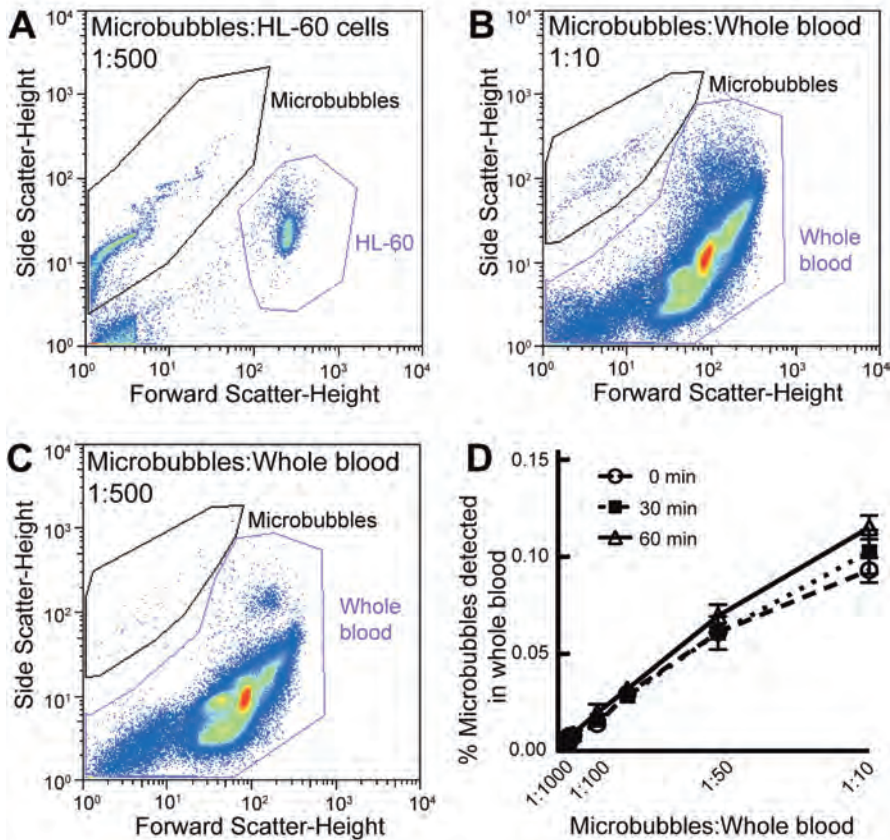 A
Microbubbles:HL-60 cells
1:500
Microbubbles
HL-60
Side Scatter-Height
10⁴
10³
10²
10¹
10⁰
10⁰ 10¹ 10² 10³ 10⁴
Forward Scatter-Height
B
Microbubbles:Whole blood
1:10
Microbubbles
Whole
blood
Side Scatter-Height
10⁴
10³
10²
10¹
10⁰
10⁰ 10¹ 10² 10³ 10⁴
Forward Scatter-Height
C
Microbubbles:Whole blood
1:500
Microbubbles
Whole
blood
Side Scatter-Height
10⁴
10³
10²
10¹
10⁰
10⁰ 10¹ 10² 10³ 10⁴
Forward Scatter-Height
D
0 min
30 min
60 min
% Microbubbles detected
in whole blood
0.15
0.10
0.05
0.00
1:1000 1:100 1:50 1:10
Microbubbles:Whole blood